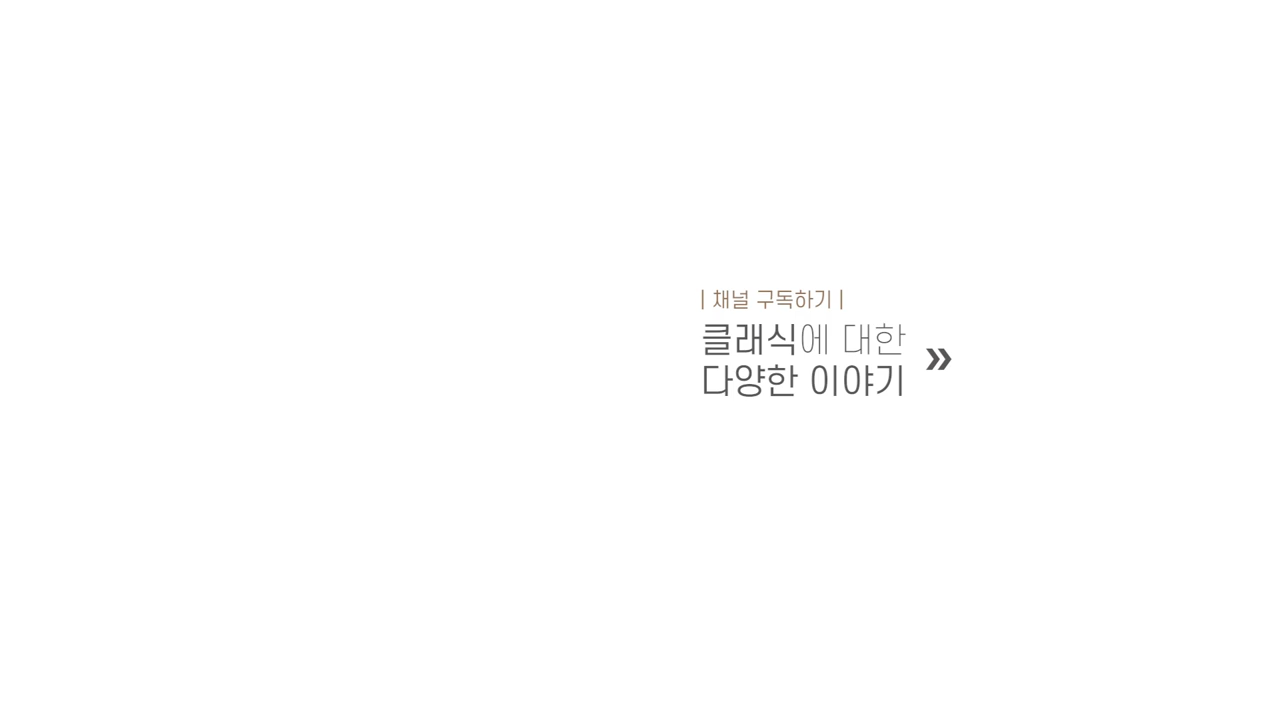 | 채널 구독하기 |
클래식에 대한
다양한 이야기 »